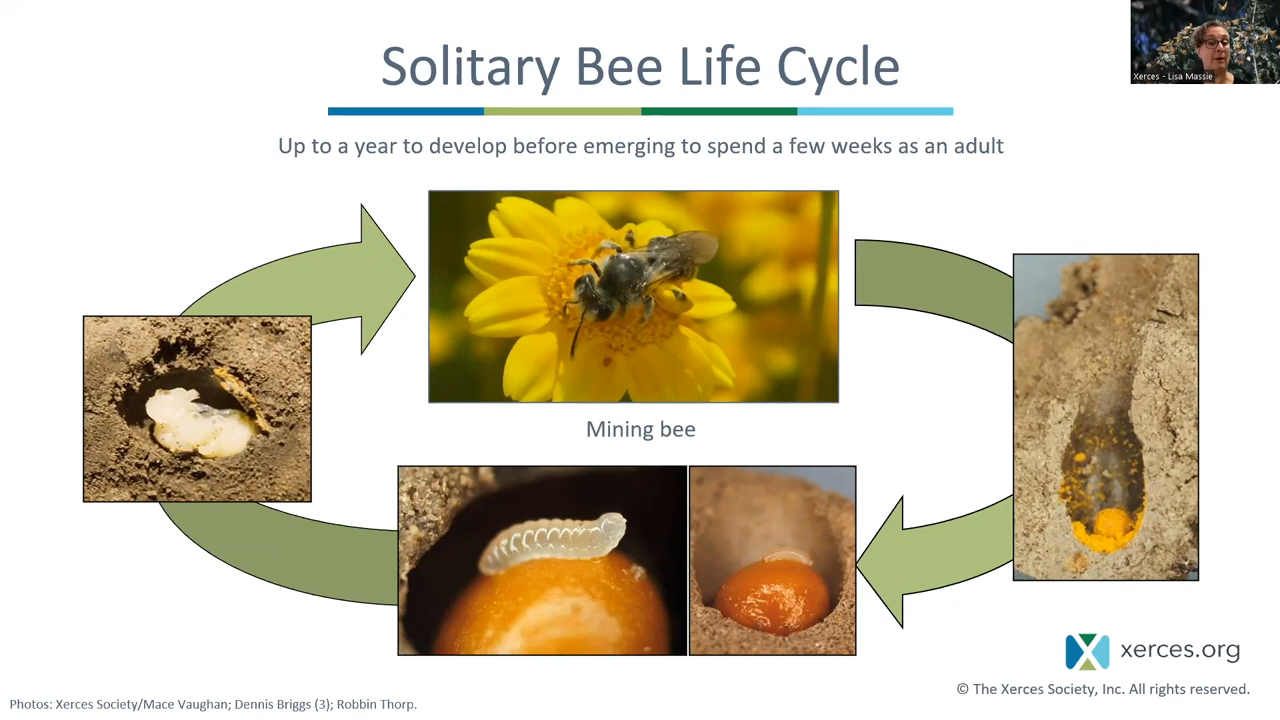 Solitary Bee Life Cycle
Xerces - Lisa Massie
Up to a year to develop before emerging to spend a few weeks as an adult
Mining bee
xerces.org
© The Xerces Society, Inc. All rights reserved.
Photos: Xerces Society/Mace Vaughan; Dennis Briggs (3); Robbin Thorp.